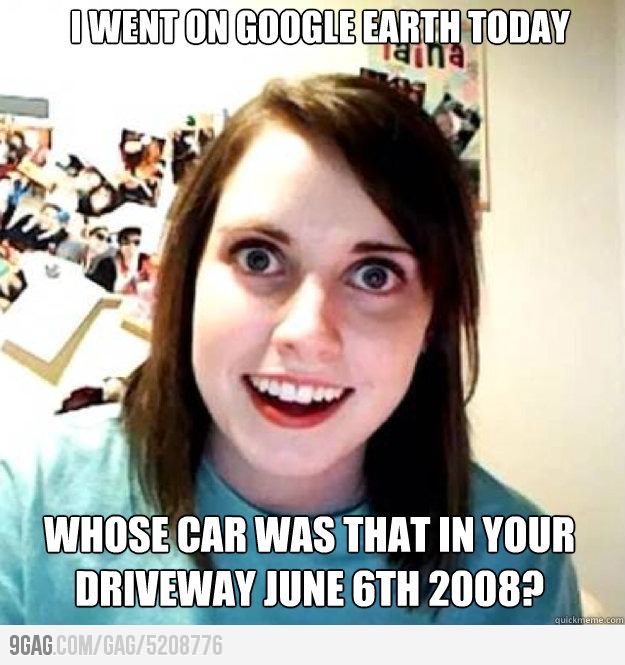 I WENT ON GOOGLE EARTH TODAY
laina
WHOSE CAR WAS THAT IN YOUR
DRIVEWAY JUNE 6TH 2008?
quickmeme.com
9GAG.COM/GAG/5208776